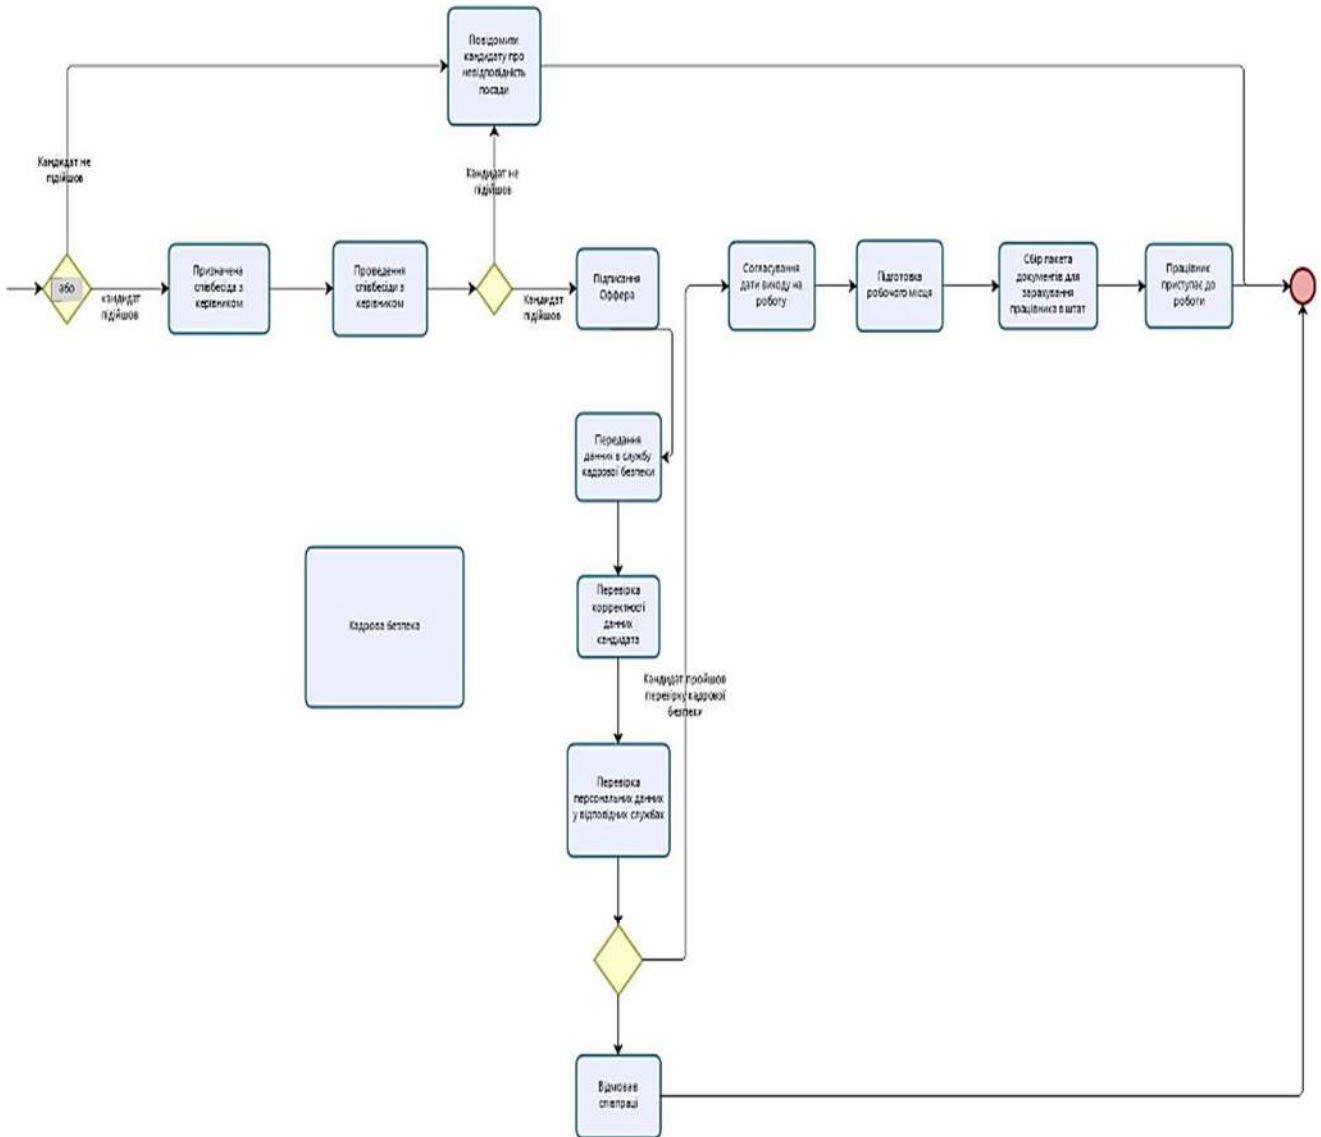 Повідомити
кандидату про
невідповідність
посади
Кандидат не
підійшов
Кандидат не
підійшов
або
кандидат
підійшов
Призначена
співбесіда з
керівником
Проведення
співбесіди з
керівником
Кандидат
підійшов
Підписання
Оффера
Согласування
дати виходу на
роботу
Підготовка
робочого місця
Сбір пакета
документів для
зарахування
працівника в штат
Працівник
приступає до
роботи
Передання
данних в службу
кадрової безпеки
Кадрова безпека
Перевірка
корректності
данних
кандидата
Кандидат пройшов
перевірку кадрової
безпеку
Перевірка
персональних данних
у відповідних службах
Відмовав
співпраці